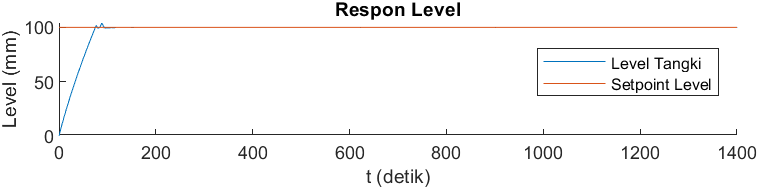 Respon Level
100
50
0
Level (mm)
Level Tangki
Setpoint Level
0 200 400 600 800 1000 1200 1400
t (detik)